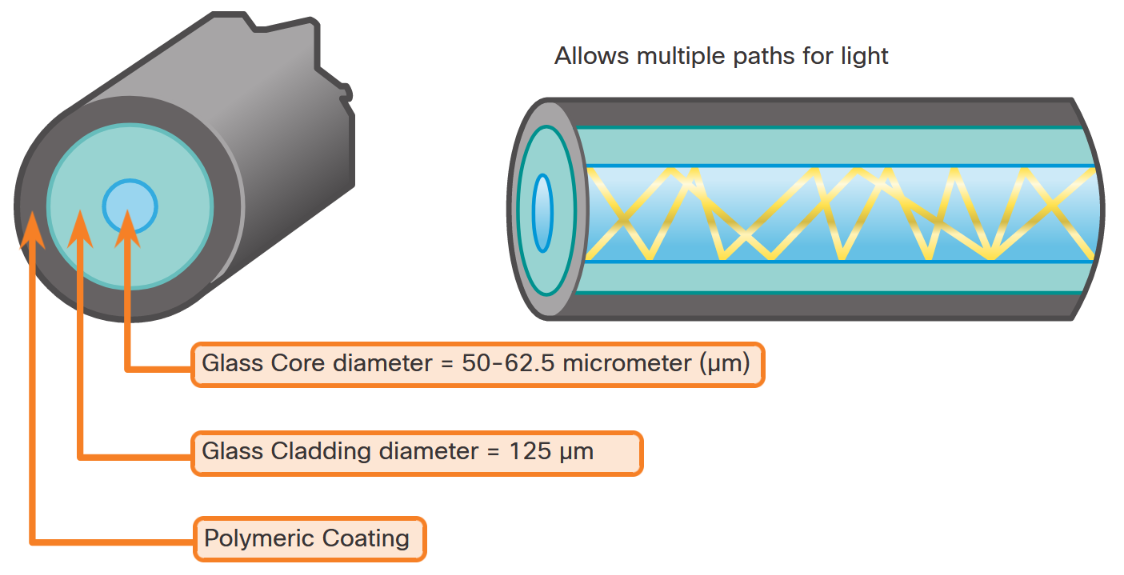 Allows multiple paths for light
Glass Core diameter = 50-62.5 micrometer (μm)
Glass Cladding diameter = 125 μm
Polymeric Coating